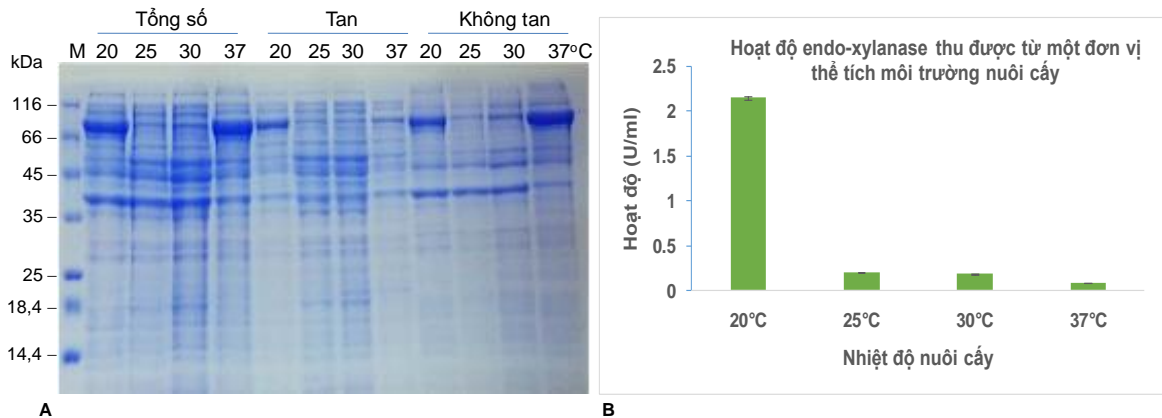 Tổng số Tan Không tan
kDa M 20 25 30 37 20 25 30 37 20 25 30 37°C
116
66
45
35
25
18,4
14,4
A
Hoạt độ endo-xylanase thu được từ một đơn vị
thể tích môi trường nuôi cấy
Hoạt độ (U/ml)
2.5
2
1.5
1
0.5
0
20°C 25°C 30°C 37°C
Nhiệt độ nuôi cấy
B